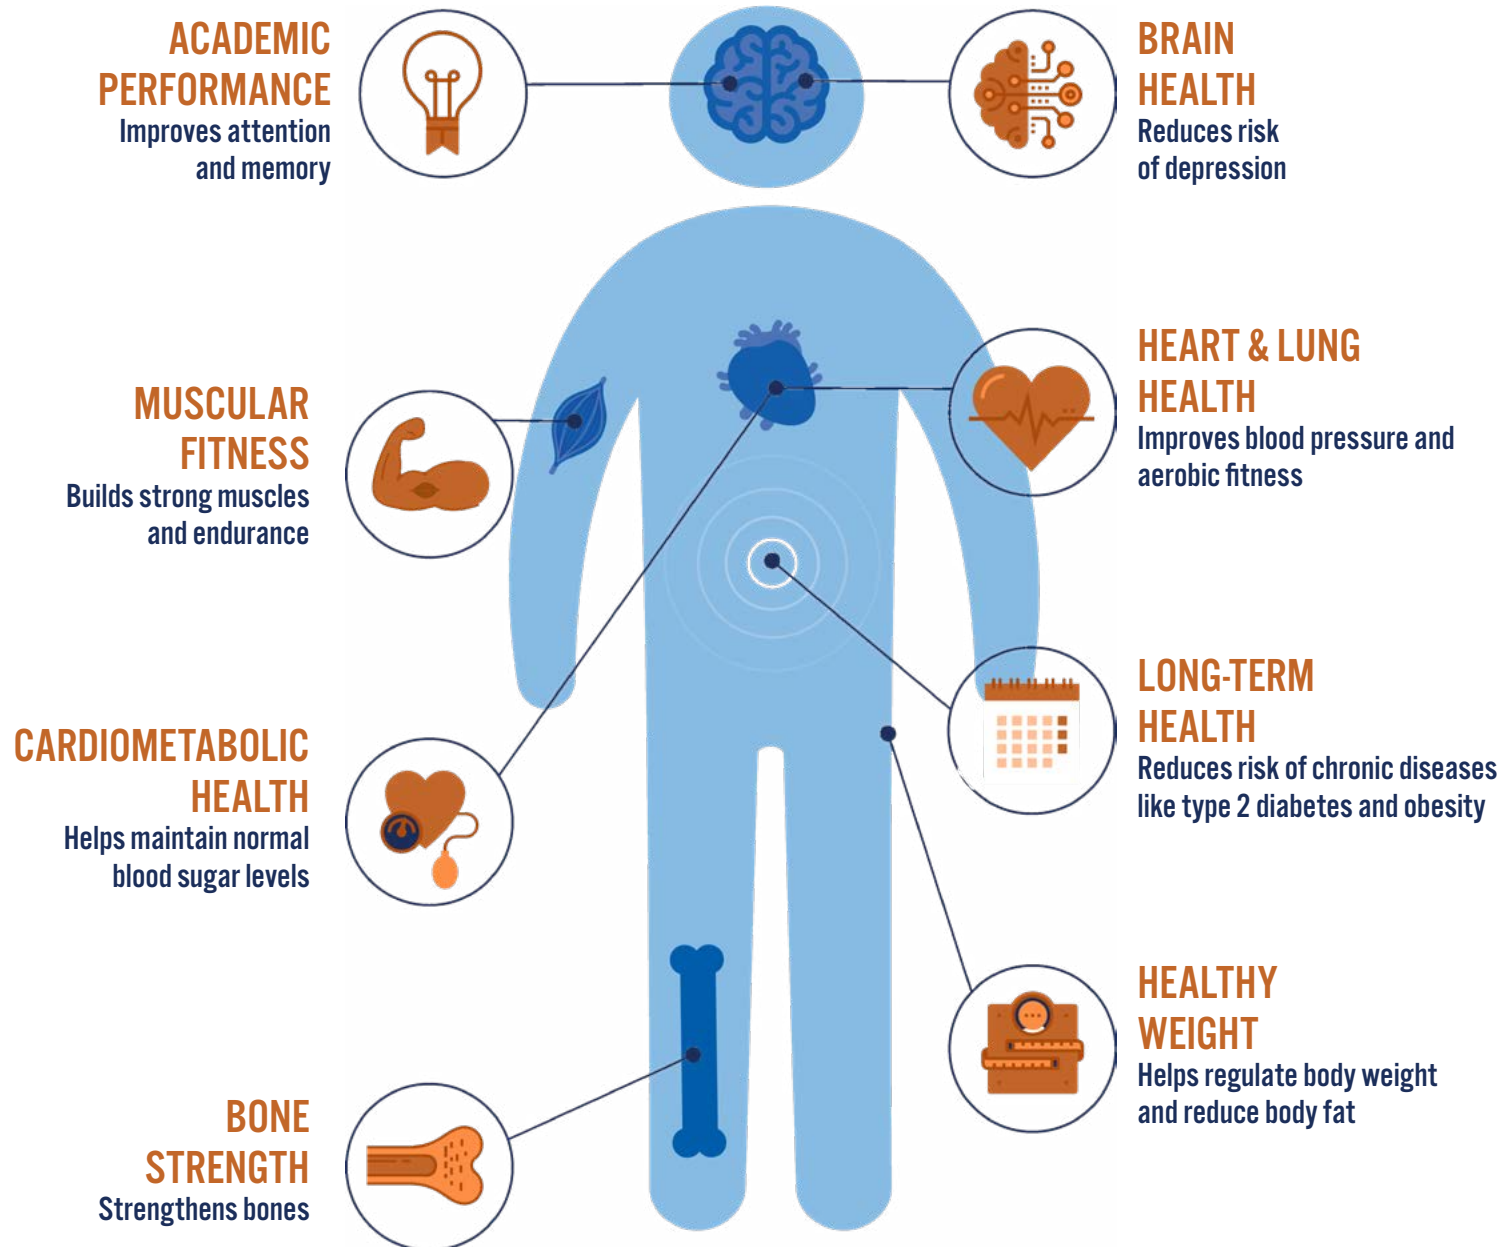 ACADEMIC
PERFORMANCE
Improves attention
and memory
BRAIN
HEALTH
Reduces risk
of depression
MUSCULAR
FITNESS
Builds strong muscles
and endurance
HEART & LUNG
HEALTH
Improves blood pressure and
aerobic fitness
CARDIOMETABOLIC
HEALTH
Helps maintain normal
blood sugar levels
LONG-TERM
HEALTH
Reduces risk of chronic diseases
like type 2 diabetes and obesity
BONE
STRENGTH
Strengthens bones
HEALTHY
WEIGHT
Helps regulate body weight
and reduce body fat